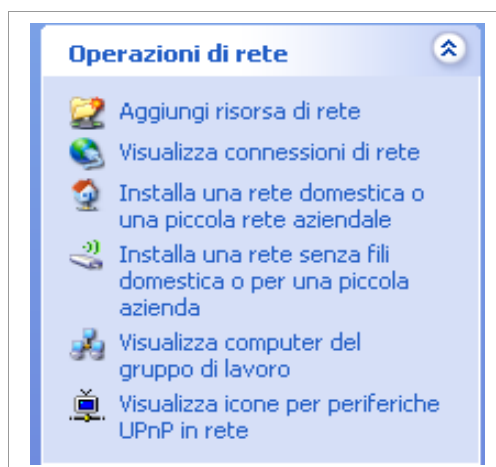 Operazioni di rete
Aggiungi risorsa di rete
Visualizza connessioni di rete
Installa una rete domestica o
una piccola rete aziendale
Installa una rete senza fili
domestica o per una piccola
azienda
Visualizza computer del
gruppo di lavoro
Visualizza icone per periferiche
UPnP in rete